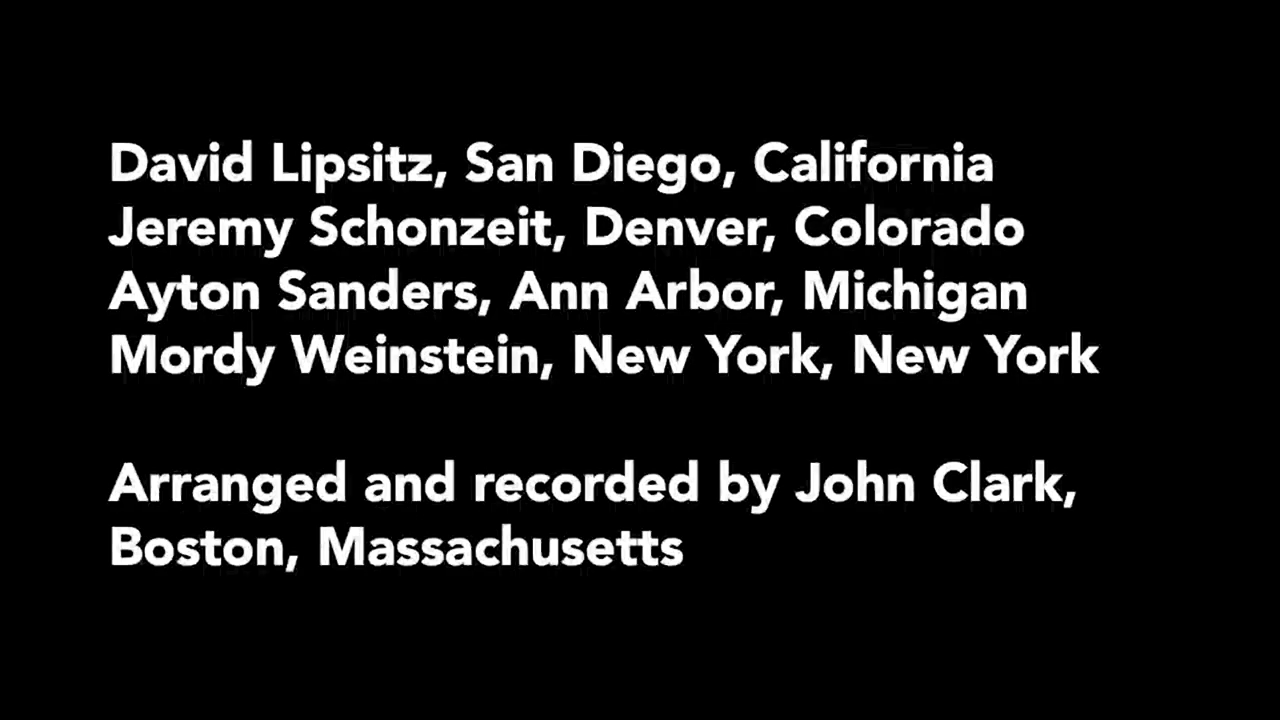 David Lipsitz, San Diego, California
Jeremy Schonzeit, Denver, Colorado
Ayton Sanders, Ann Arbor, Michigan
Mordy Weinstein, New York, New York
Arranged and recorded by John Clark,
Boston, Massachusetts